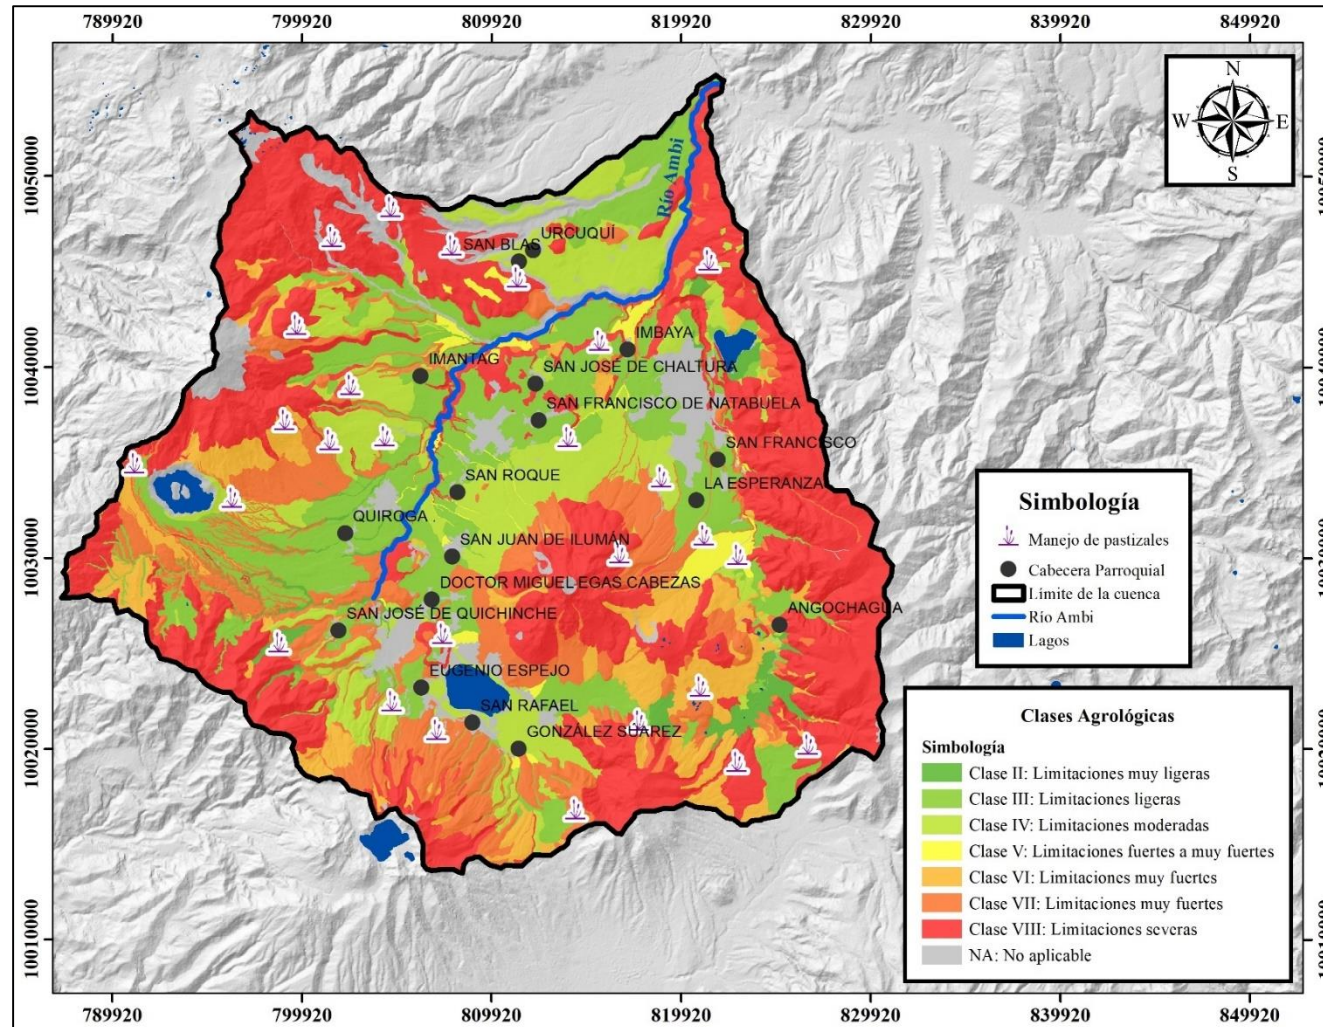 789920 799920 809920 819920 829920 839920 849920
N
W E
S
10050000 10050000
Río Ambi
URCUQUÍ
SAN BLAS
10040000 10040000
IMBAYA
IMANTAG
SAN JOSÉ DE CHALTURA
SAN FRANCISCO DE NATABUELA
SAN FRANCISCO
SAN ROQUE
LA ESPERANZA
QUIROGA
SAN JUAN DE ILUMÁN
10030000 10030000
DOCTOR MIGUEL EGAS CABEZAS
SAN JOSÉ DE QUICHINCHE
ANGOCHAGUA
EUGENIO ESPEJO
SAN RAFAEL
GONZÁLEZ SUÁREZ
10020000 10020000
10010000 10010000
Simbología
Manejo de pastizales
Cabecera Parroquial
Límite de la cuenca
Río Ambi
Lagos
Clases Agrológicas
Simbología
Clase II: Limitaciones muy ligeras
Clase III: Limitaciones ligeras
Clase IV: Limitaciones moderadas
Clase V: Limitaciones fuertes a muy fuertes
Clase VI: Limitaciones muy fuertes
Clase VII: Limitaciones muy fuertes
Clase VIII: Limitaciones severas
NA: No aplicable
789920 799920 809920 819920 829920 839920 849920